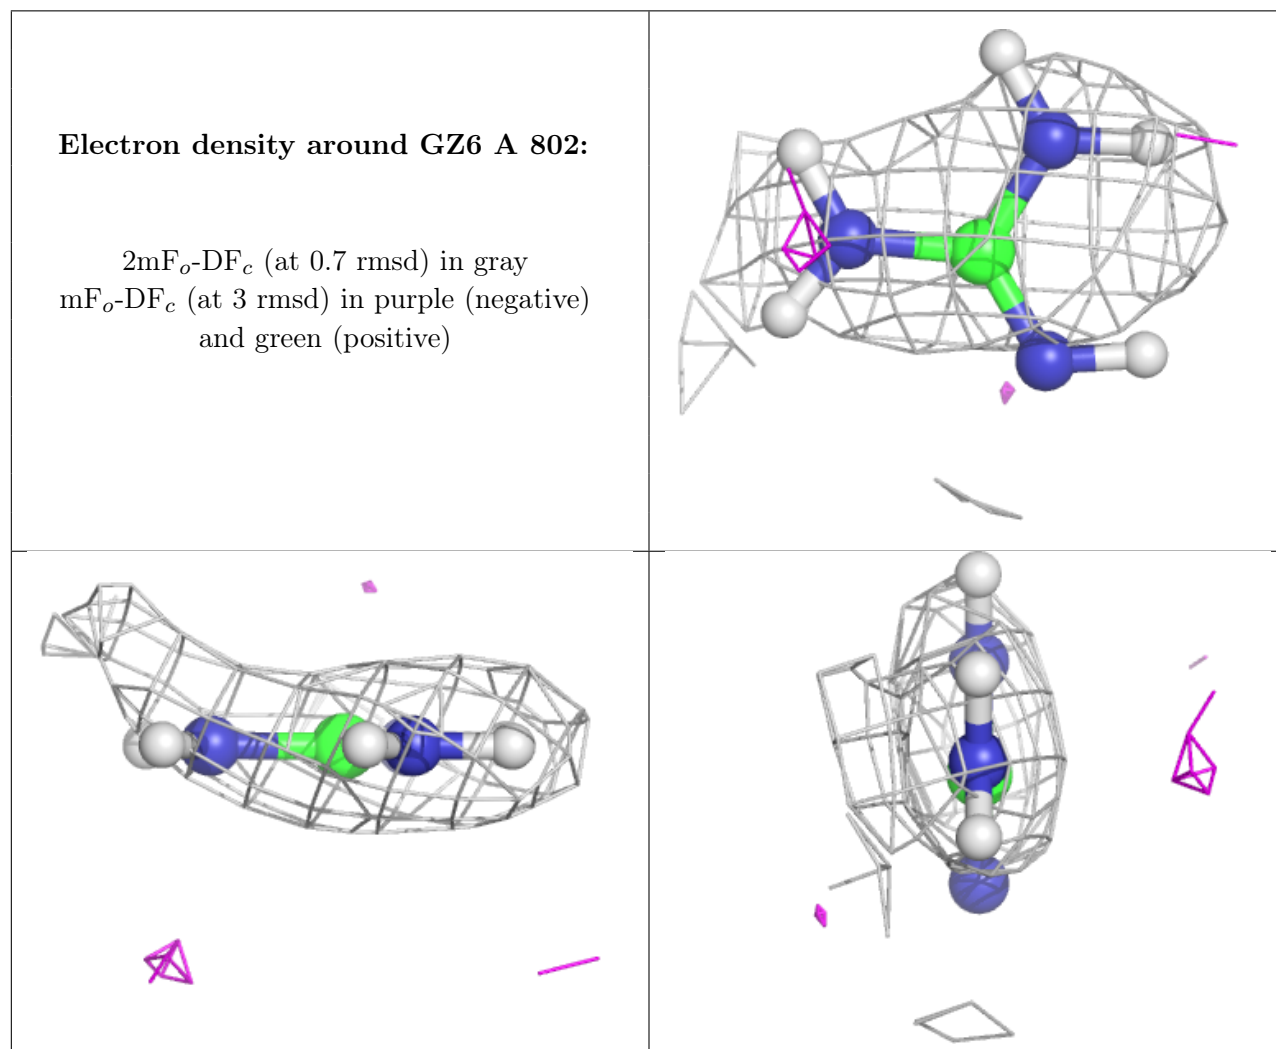 Electron density around GZ6 A 802:
2mF$_o$-DF$_c$ (at 0.7 rmsd) in gray
mF$_o$-DF$_c$ (at 3 rmsd) in purple (negative)
and green (positive)